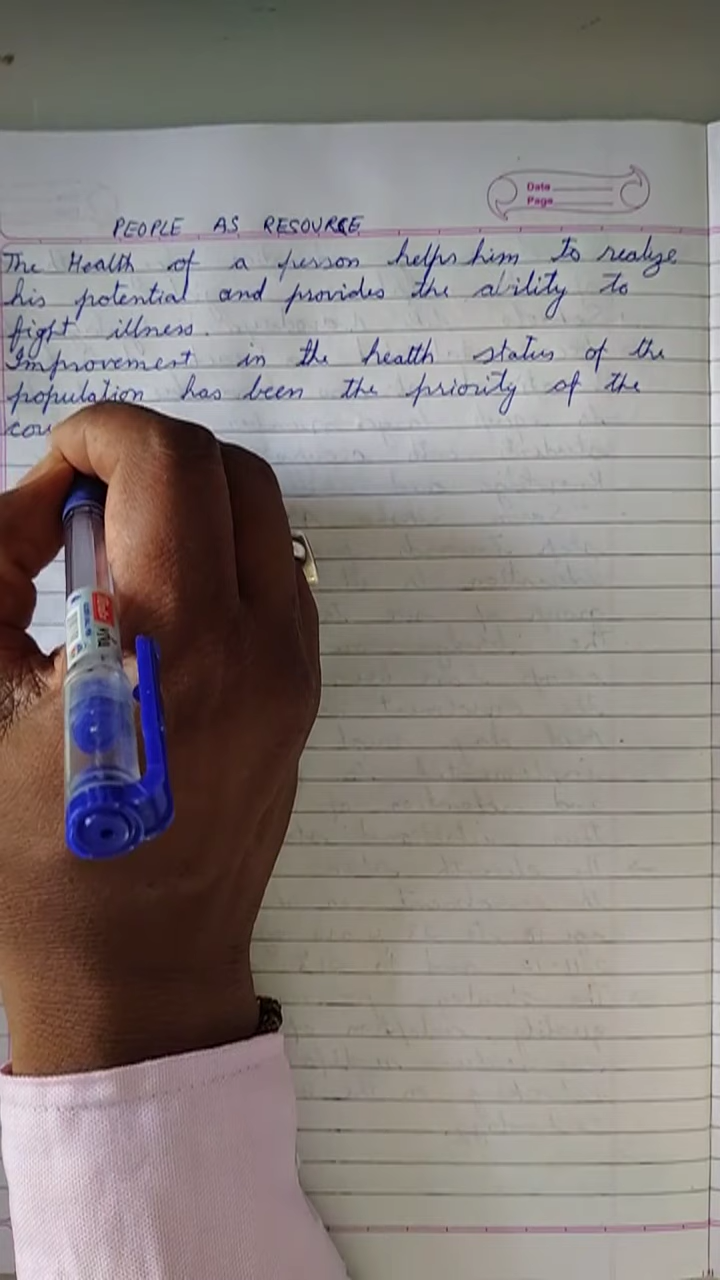 Date
Page
PEOPLE AS RESOURCE
The Health of a person helps him to realize
his potential and provides the ability to
fight illness.
Improvement in the health status of the
population has been the priority of the
cou